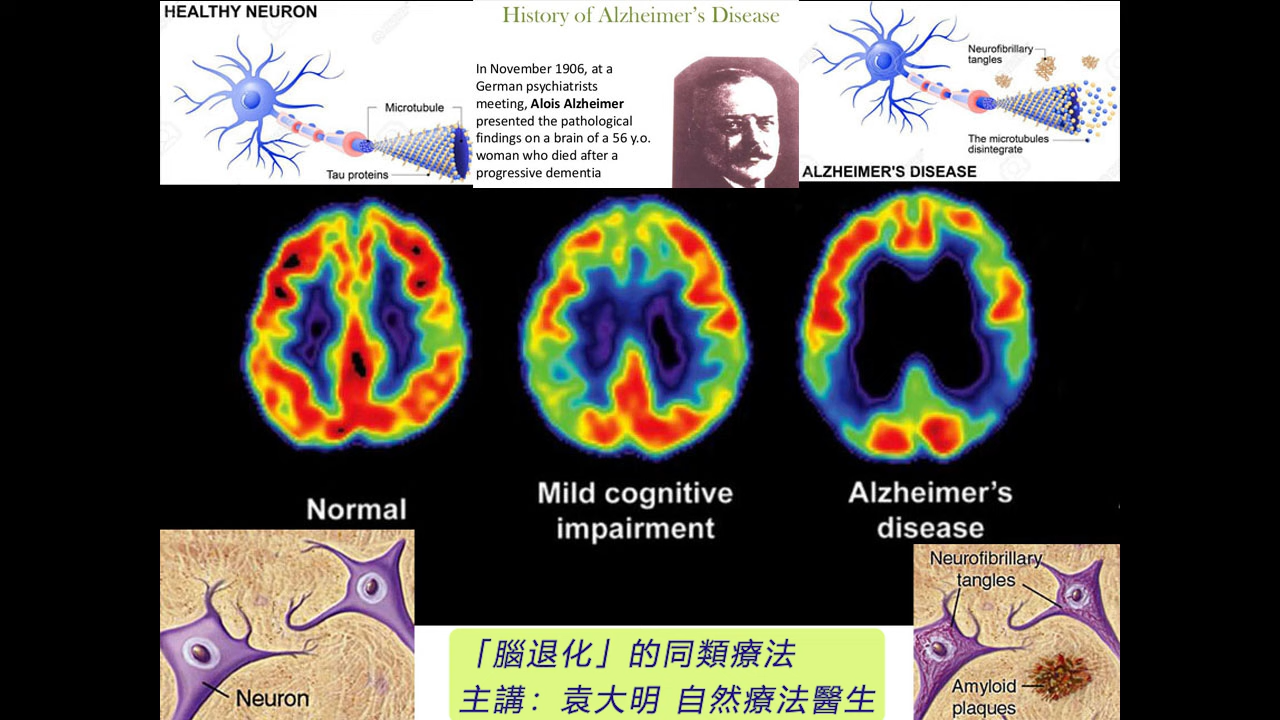 HEALTHY NEURON
Microtubule
Tau proteins
History of Alzheimer's Disease
In November 1906, at a
German psychiatrists
meeting, Alois Alzheimer
presented the pathological
findings on a brain of a 56 y.o.
woman who died after a
progressive dementia
Neurofibrillary
tangles
The microtubules
disintegrate
ALZHEIMER'S DISEASE
Normal
Mild cognitive
impairment
Alzheimer's
disease
Neuron
Neurofibrillary
tangles
Amyloid
plaques
「腦退化」的同類療法
主講：袁大明 自然療法醫生